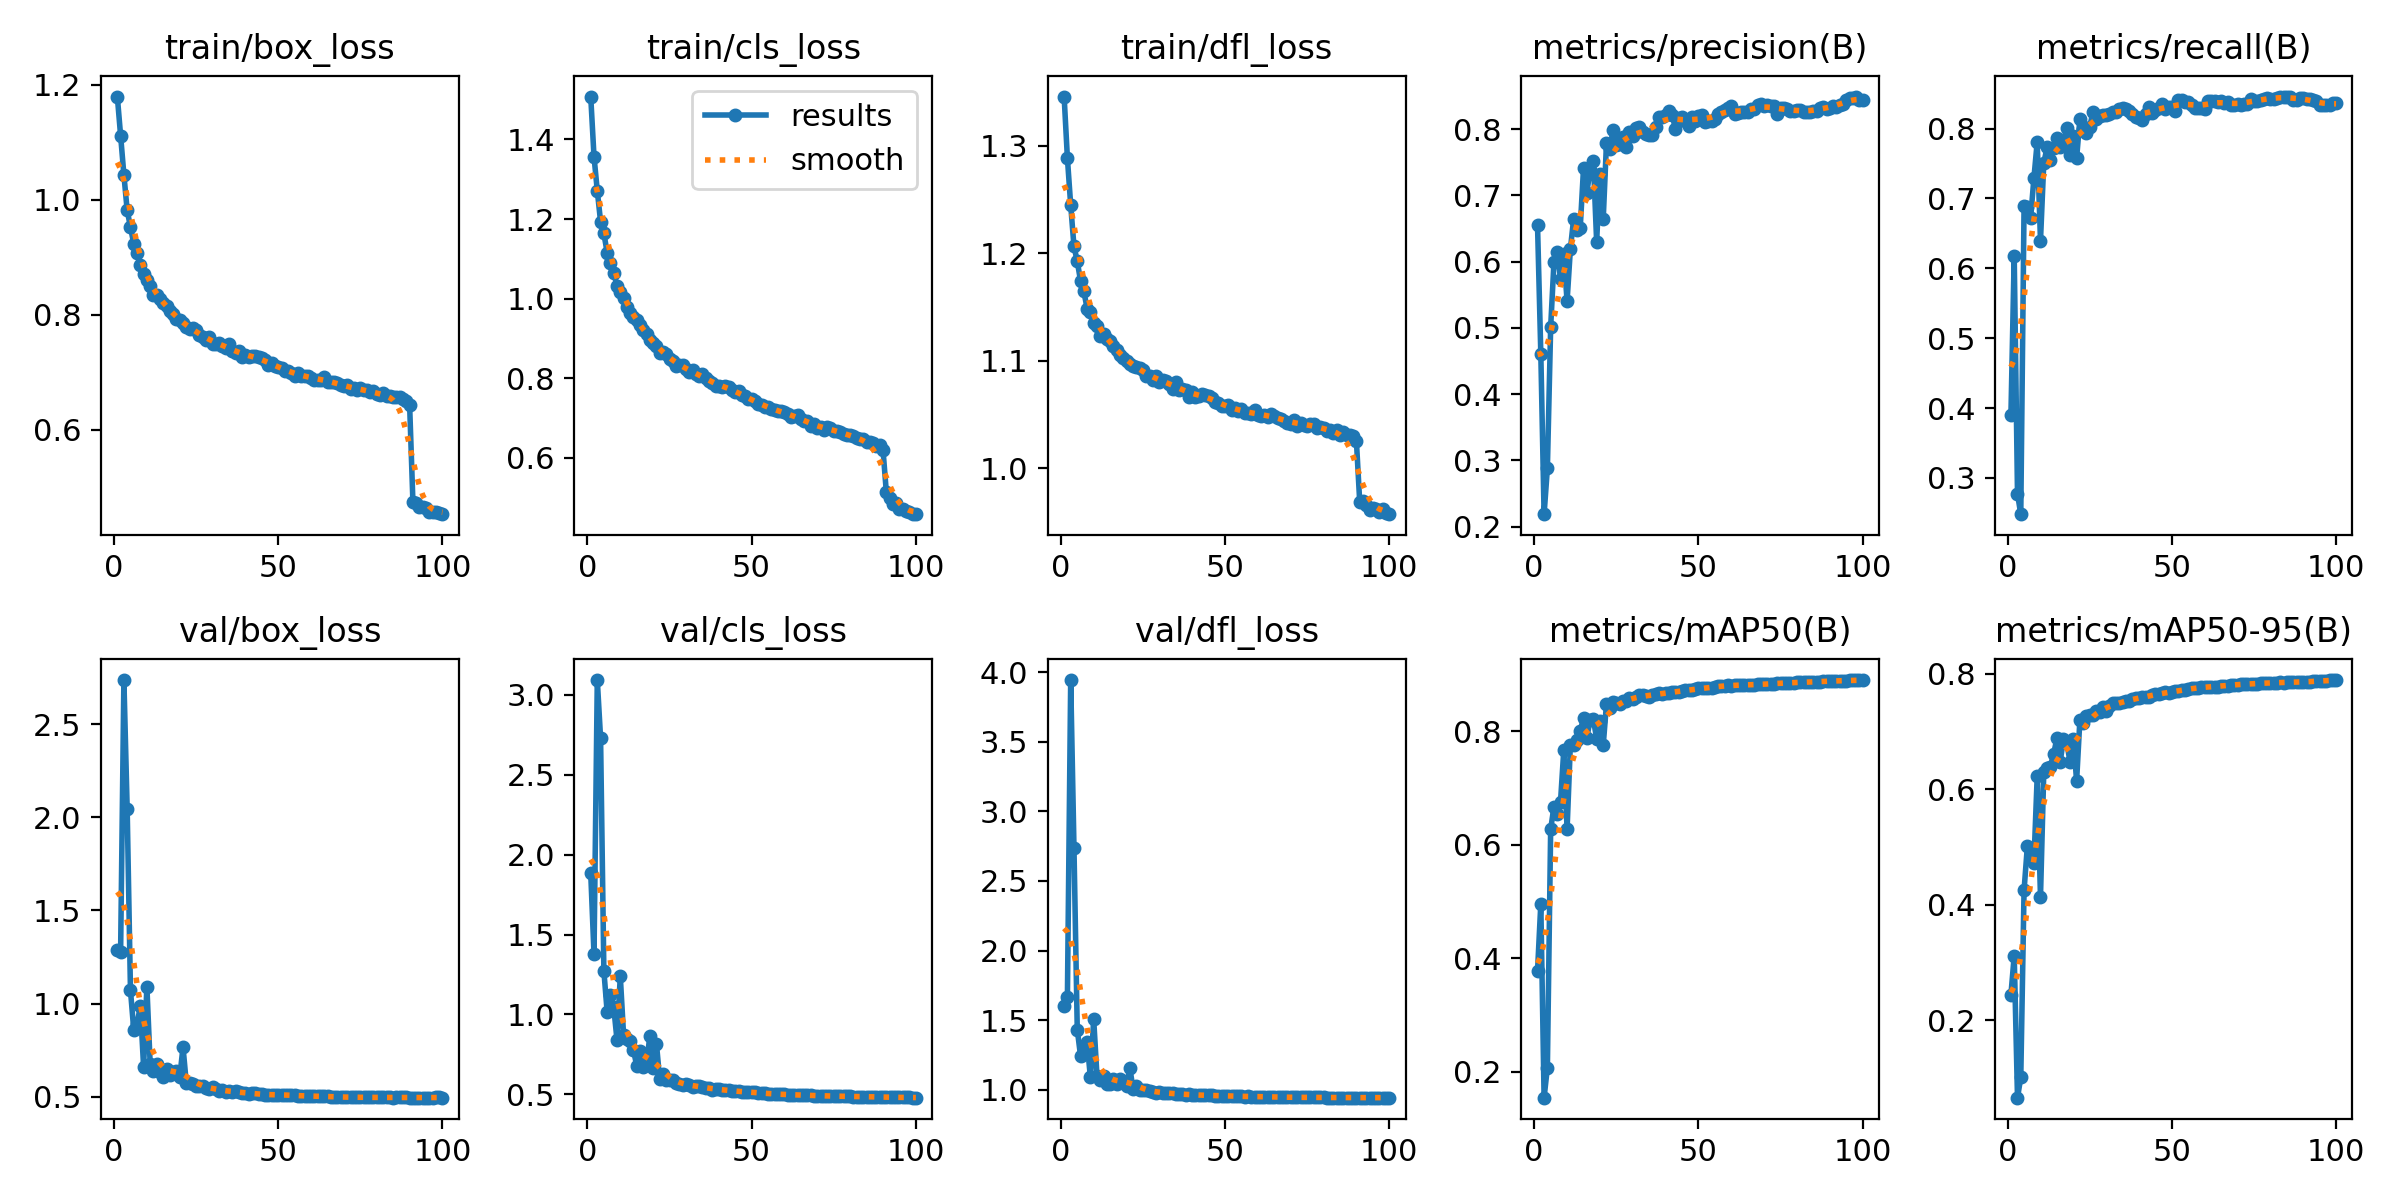 train/box_loss
train/cls_loss
train/dfl_loss
metrics/precision(B)
metrics/recall(B)
1.2
1.0
0.8
0.6
0 50 100
results
smooth
1.4
1.2
1.0
0.8
0.6
0 50 100
1.3
1.2
1.1
1.0
0 50 100
0.8
0.7
0.6
0.5
0.4
0.3
0.2
0 50 100
0.8
0.7
0.6
0.5
0.4
0.3
0 50 100
val/box_loss
val/cls_loss
val/dfl_loss
metrics/mAP50(B)
metrics/mAP50-95(B)
2.5
2.0
1.5
1.0
0.5
0 50 100
3.0
2.5
2.0
1.5
1.0
0.5
0 50 100
4.0
3.5
3.0
2.5
2.0
1.5
1.0
0 50 100
0.8
0.6
0.4
0.2
0 50 100
0.8
0.6
0.4
0.2
0 50 100